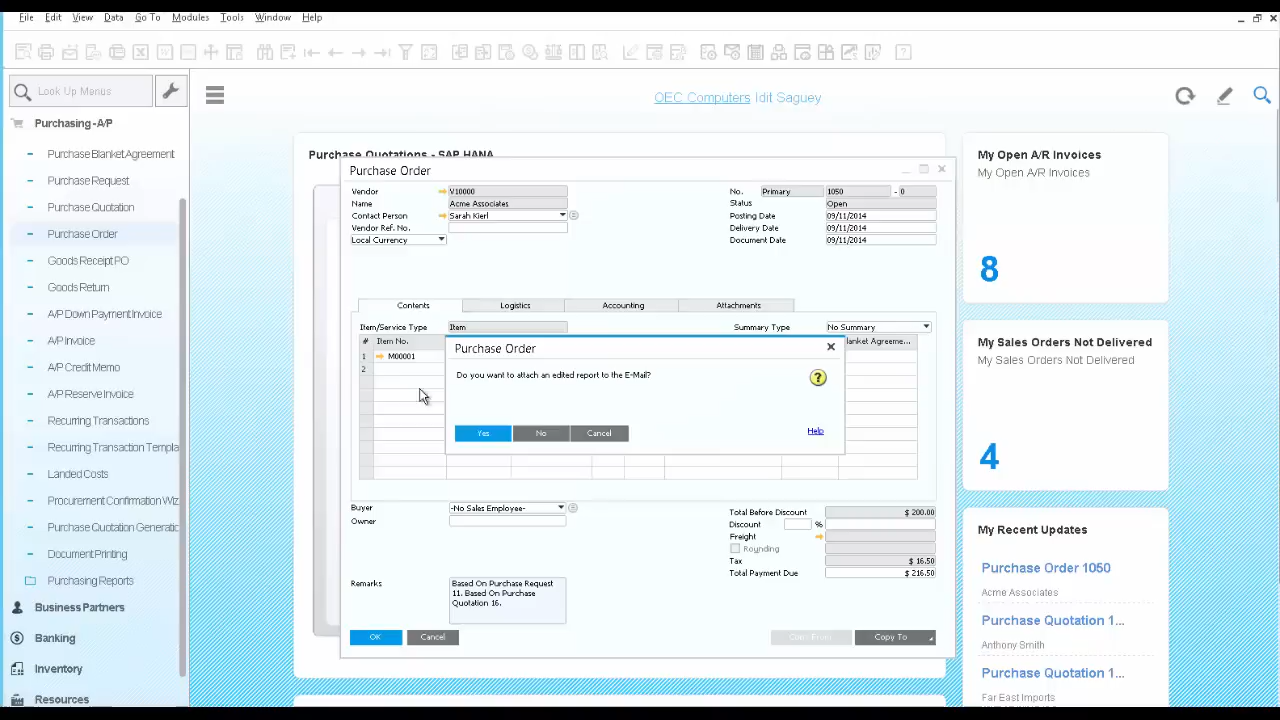 File Edit View Data Go To Modules Tools Window Help
Look Up Menus
OEC Computers Idit Saguey
Purchasing - A/P
Purchase Blanket Agreement
Purchase Request
Purchase Quotation
Purchase Order
Goods Receipt PO
Goods Return
A/P Down Payment Invoice
A/P Invoice
A/P Credit Memo
A/P Reserve Invoice
Recurring Transactions
Recurring Transaction Templa
Landed Costs
Procurement Confirmation Wiz
Purchase Quotation Generatio
Document Printing
Purchasing Reports
Business Partners
Banking
Inventory
Resources
Purchase Quotations - SAP HANA
Purchase Order
Vendor V10000
Name Acme Associates
Contact Person Sarah Kierl
Vendor Ref. No.
Local Currency
No. Primary 1050 - 0
Status Open
Posting Date 09/11/2014
Delivery Date 09/11/2014
Document Date 09/11/2014
Contents Logistics Accounting Attachments
Item/Service Type Item
Summary Type No Summary
# Item No. lanket Agreeme...
1 M00001
2
Purchase Order
Do you want to attach an edited report to the E-Mail?
?
Yes No Cancel Help
Buyer -No Sales Employee-
Owner
Total Before Discount $ 200.00
Discount %
Freight
Rounding
Tax $ 16.50
Total Payment Due $ 216.50
Remarks
Based On Purchase Request
11. Based On Purchase
Quotation 16.
OK Cancel Copy To
My Open A/R Invoices
My Open A/R Invoices
8
My Sales Orders Not Delivered
My Sales Orders Not Delivered
4
My Recent Updates
Purchase Order 1050
Acme Associates
Purchase Quotation 1...
Anthony Smith
Purchase Quotation 1...
Far East Imports